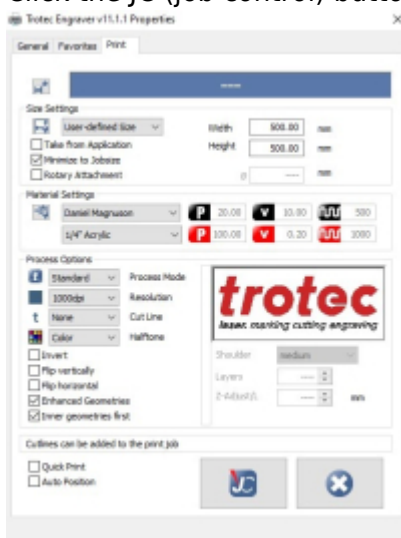 Click the JC (Job Control) butto
Trotec Engraver v11.1.1 Properties
General Favorites Print
Size Settings
User-defined Size Width 500.00 mm
Take from Application Height 500.00 mm
Minimize to Jobsize
Rotary Attachment mm
Material Settings
Daniel Magnuson P 20.00 V 10.00 500
1/4" Acrylic P 100.00 V 0.20 1000
Process Options
Standard Process Mode
1000dpi Resolution
t None Cut Line
Color Halftone
trotec
laser. marking cutting engraving
Invert Shoulder medium
Flip vertically Layers
Flip horizontal Z-Adjust/L mm
Enhanced Geometries
Inner geometries first
Cutlines can be added to the print job
Quick Print
Auto Position
JC